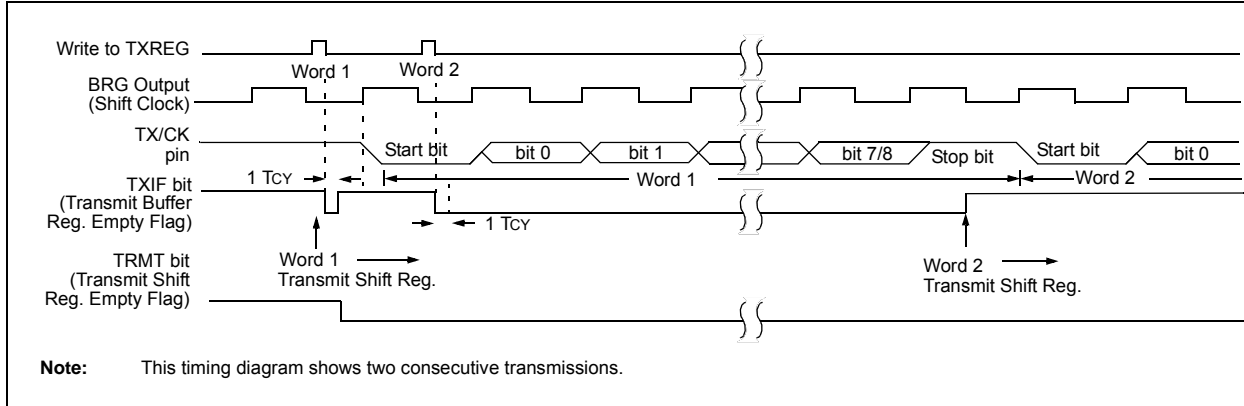 Write to TXREG
Word 1
Word 2
BRG Output
(Shift Clock)
TX/CK
pin
Start bit
bit 0
bit 1
bit 7/8
Stop bit
Start bit
bit 0
1 TCY
Word 1
Word 2
TXIF bit
(Transmit Buffer
Reg. Empty Flag)
1 TCY
Word 1
Transmit Shift Reg.
Word 2
Transmit Shift Reg.
TRMT bit
(Transmit Shift
Reg. Empty Flag)
Note: This timing diagram shows two consecutive transmissions.